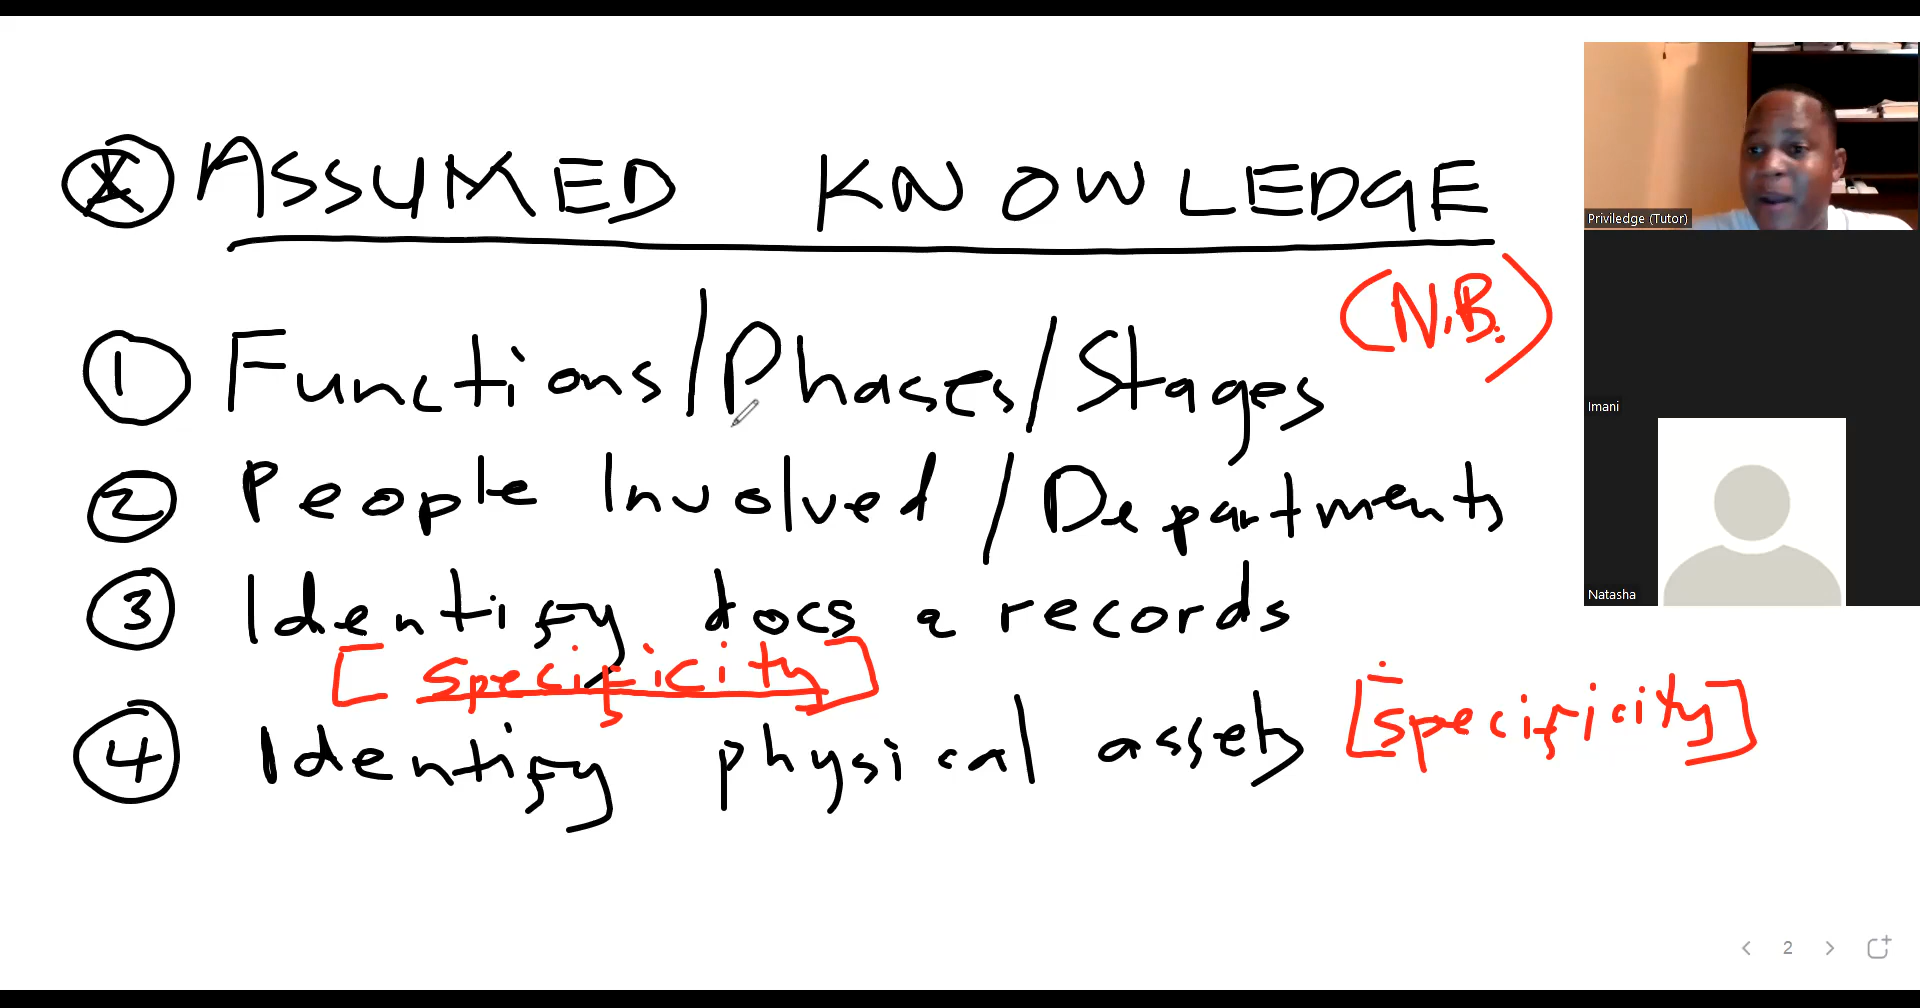 ASSUMED KNOWLEDGE
(N.B.)
1 Functions/Phases/Stages
2 People Involved/Departments
3 Identify docs & records
[specificity]
4 Identify physical assets [specificity]
Priviledge (Tutor)
Imani
Natasha
2